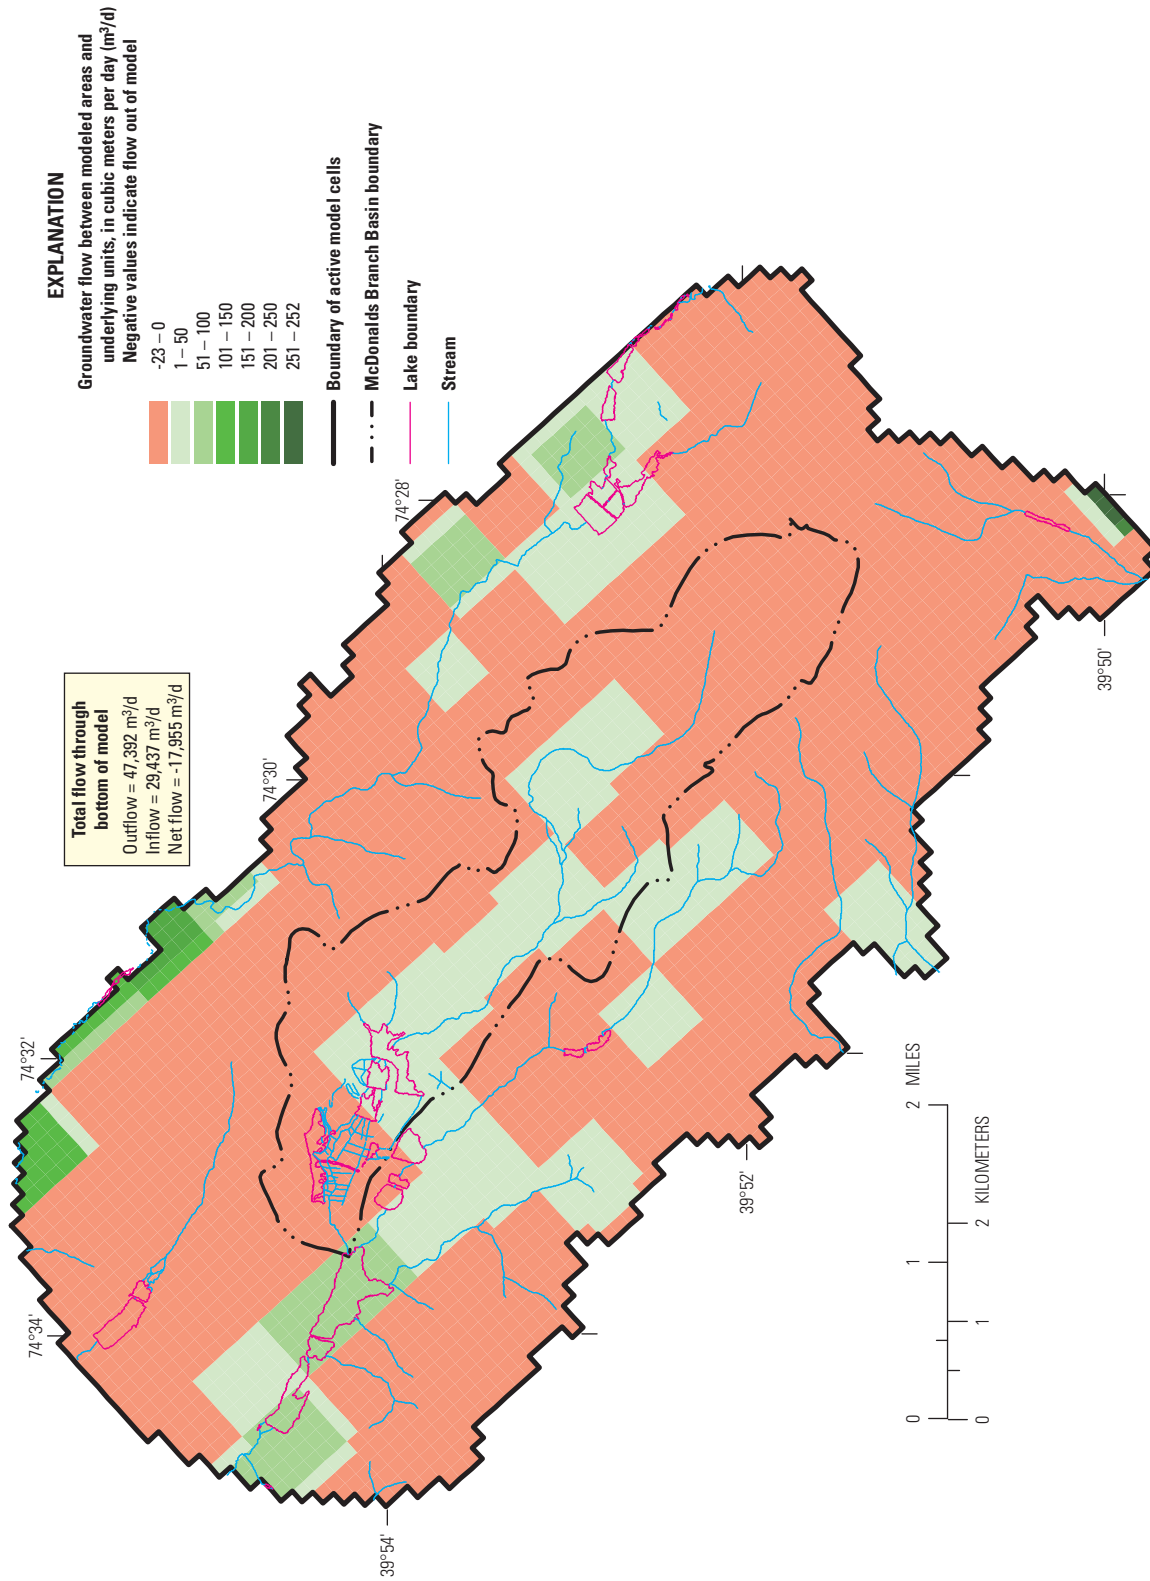 EXPLANATION
Groundwater flow between modeled areas and
underlying units, in cubic meters per day (m³/d)
Negative values indicate flow out of model
-23 – 0
1 – 50
51 – 100
101 – 150
151 – 200
201 – 250
251 – 252
Boundary of active model cells
McDonalds Branch Basin boundary
Lake boundary
Stream
Total flow through
bottom of model
Outflow = 47,392 m³/d
Inflow = 29,437 m³/d
Net flow = -17,955 m³/d
74°34'
74°32'
74°30'
74°28'
39°54'
39°52'
39°50'
0 1 2 MILES
0 1 2 KILOMETERS